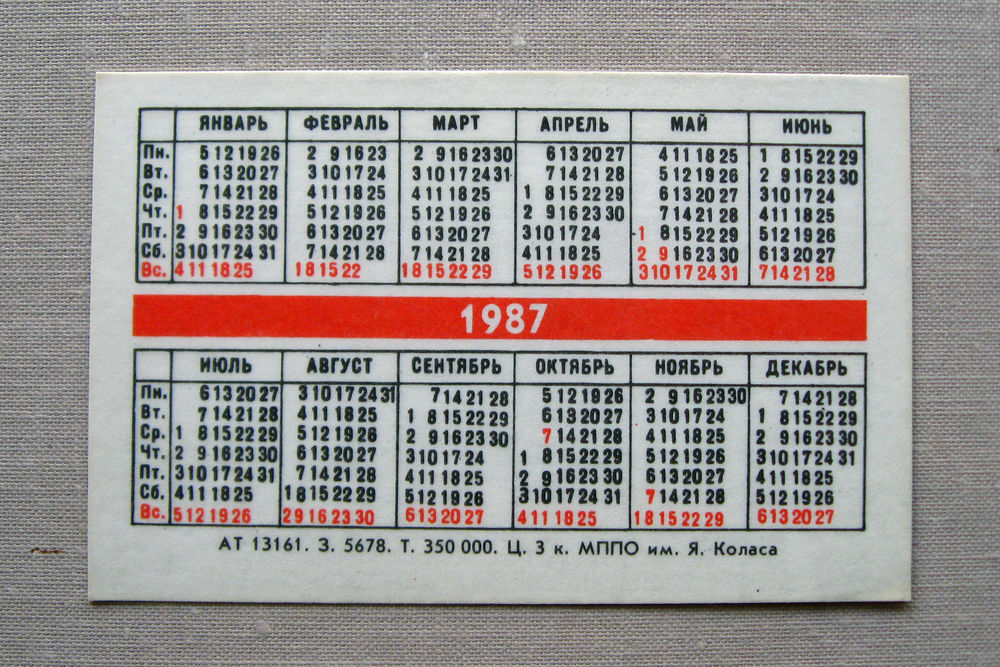 ЯНВАРЬ ФЕВРАЛЬ МАРТ АПРЕЛЬ МАЙ ИЮНЬ
Пн. 5 12 19 26 2 9 16 23 2 9 16 23 30 6 13 20 27 4 11 18 25 1 8 15 22 29
Вт. 6 13 20 27 3 10 17 24 3 10 17 24 31 7 14 21 28 5 12 19 26 2 9 16 23 30
Ср. 7 14 21 28 4 11 18 25 4 11 18 25 1 8 15 22 29 6 13 20 27 3 10 17 24
Чт. 1 8 15 22 29 5 12 19 26 5 12 19 26 2 9 16 23 30 7 14 21 28 4 11 18 25
Пт. 2 9 16 23 30 6 13 20 27 6 13 20 27 3 10 17 24 1 8 15 22 29 5 12 19 26
Сб. 3 10 17 24 31 7 14 21 28 7 14 21 28 4 11 18 25 2 9 16 23 30 6 13 20 27
Вс. 4 11 18 25 1 8 15 22 1 8 15 22 29 5 12 19 26 3 10 17 24 31 7 14 21 28
1987
ИЮЛЬ АВГУСТ СЕНТЯБРЬ ОКТЯБРЬ НОЯБРЬ ДЕКАБРЬ
Пн. 6 13 20 27 3 10 17 24 31 7 14 21 28 5 12 19 26 2 9 16 23 30 7 14 21 28
Вт. 7 14 21 28 4 11 18 25 1 8 15 22 29 6 13 20 27 3 10 17 24 1 8 15 22 29
Ср. 1 8 15 22 29 5 12 19 26 2 9 16 23 30 7 14 21 28 4 11 18 25 2 9 16 23 30
Чт. 2 9 16 23 30 6 13 20 27 3 10 17 24 1 8 15 22 29 5 12 19 26 3 10 17 24 31
Пт. 3 10 17 24 31 7 14 21 28 4 11 18 25 2 9 16 23 30 6 13 20 27 4 11 18 25
Сб. 4 11 18 25 1 8 15 22 29 5 12 19 26 3 10 17 24 31 7 14 21 28 5 12 19 26
Вс. 5 12 19 26 2 9 16 23 30 6 13 20 27 4 11 18 25 1 8 15 22 29 6 13 20 27
АТ 13161. З. 5678. Т. 350 000. Ц. 3 к. МППО им. Я. Коласа